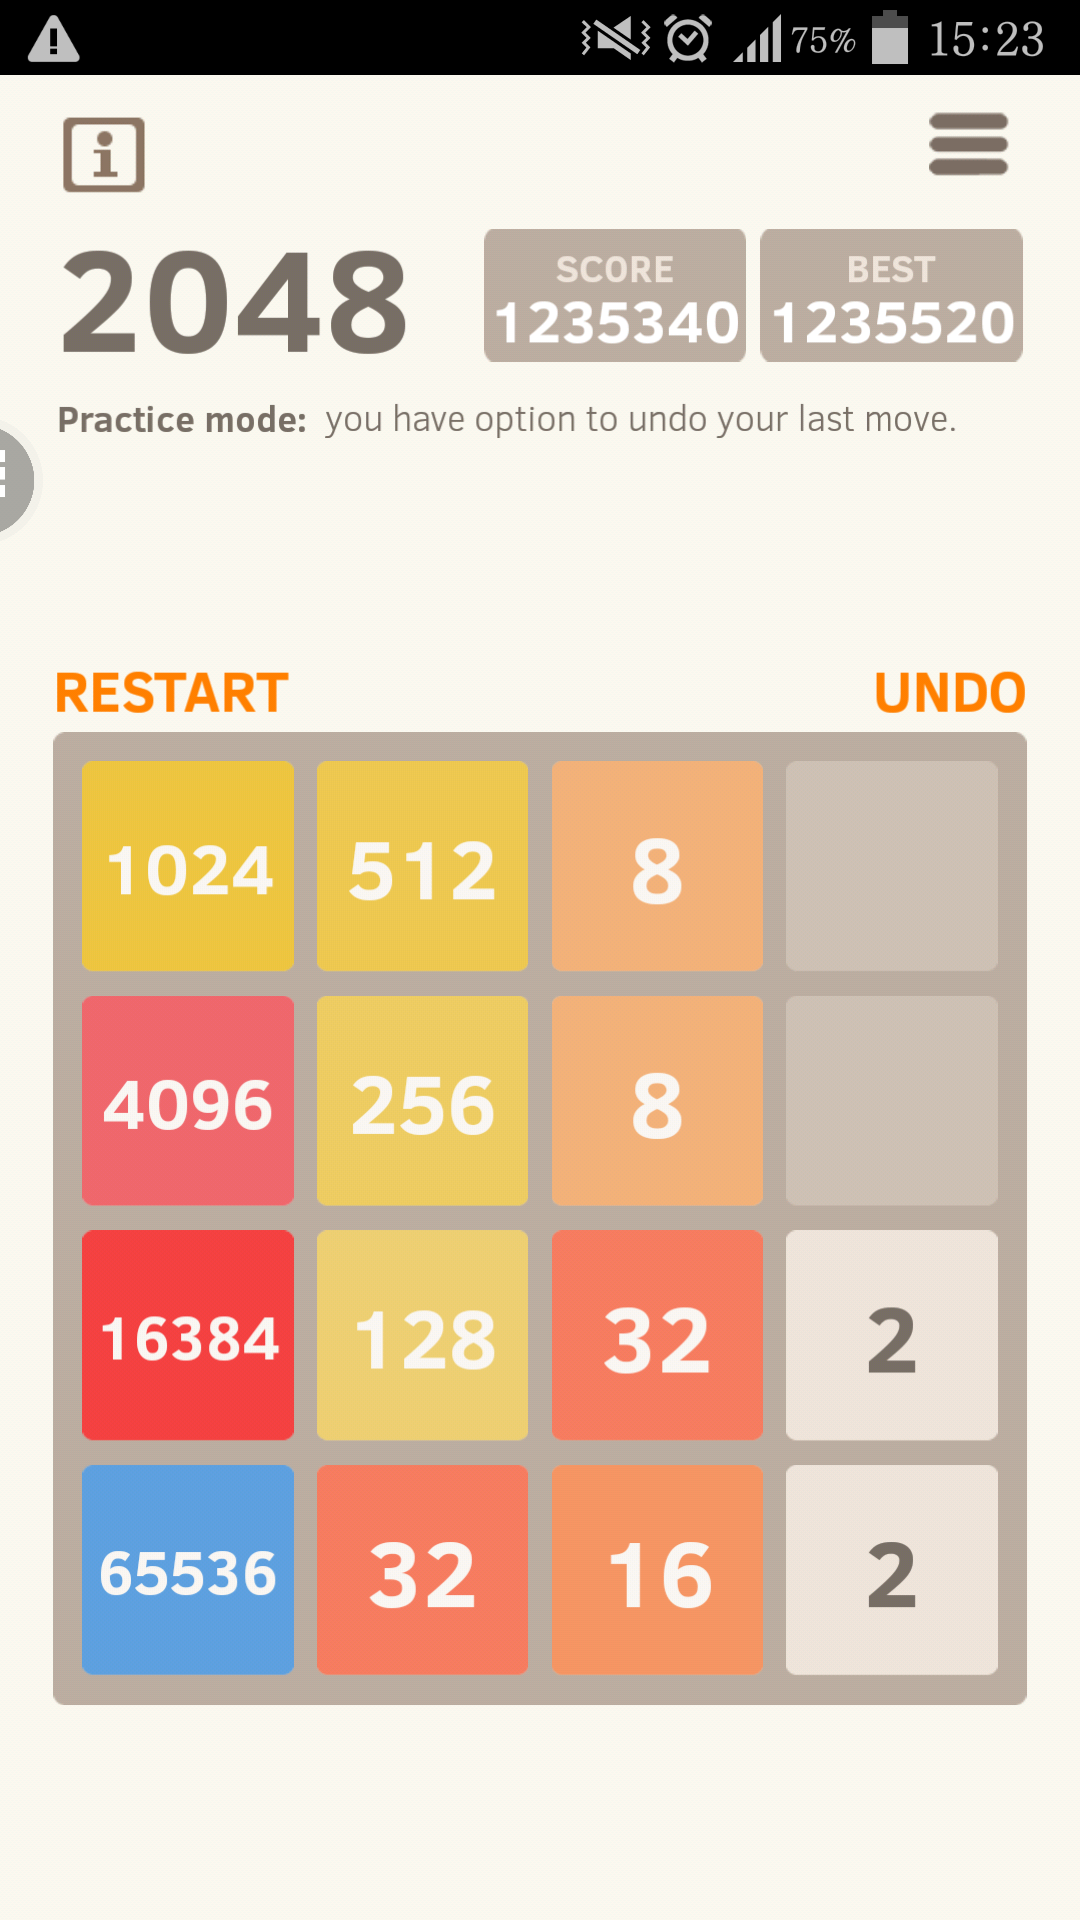 75% 15:23
i
2048
SCORE
1235340
BEST
1235520
Practice mode: you have option to undo your last move.
RESTART UNDO
1024 512 8
4096 256 8
16384 128 32 2
65536 32 16 2